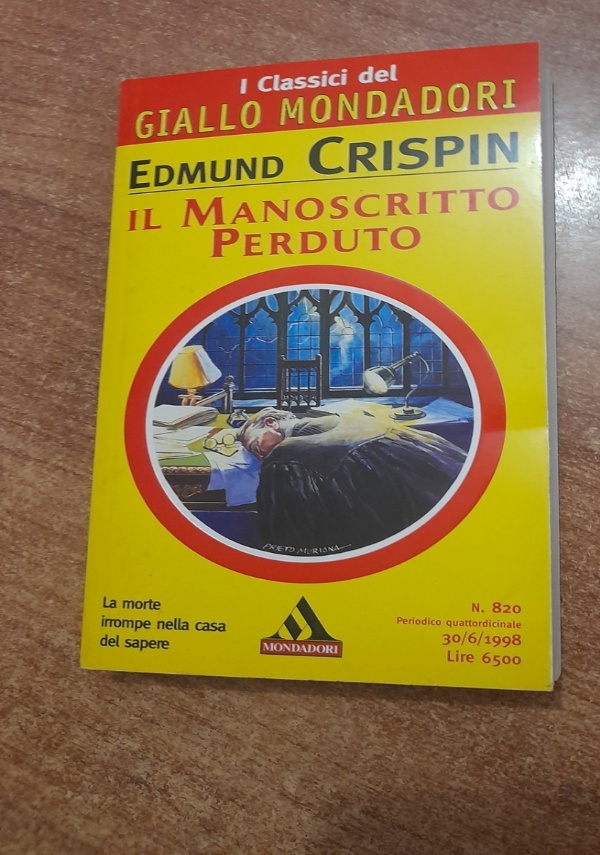 I Classici del
GIALLO MONDADORI
EDMUND CRISPIN
IL MANOSCRITTO
PERDUTO
PRIETO MURIANA
La morte
irrompe nella casa
del sapere
MONDADORI
N. 820
Periodico quattordicinale
30/6/1998
Lire 6500